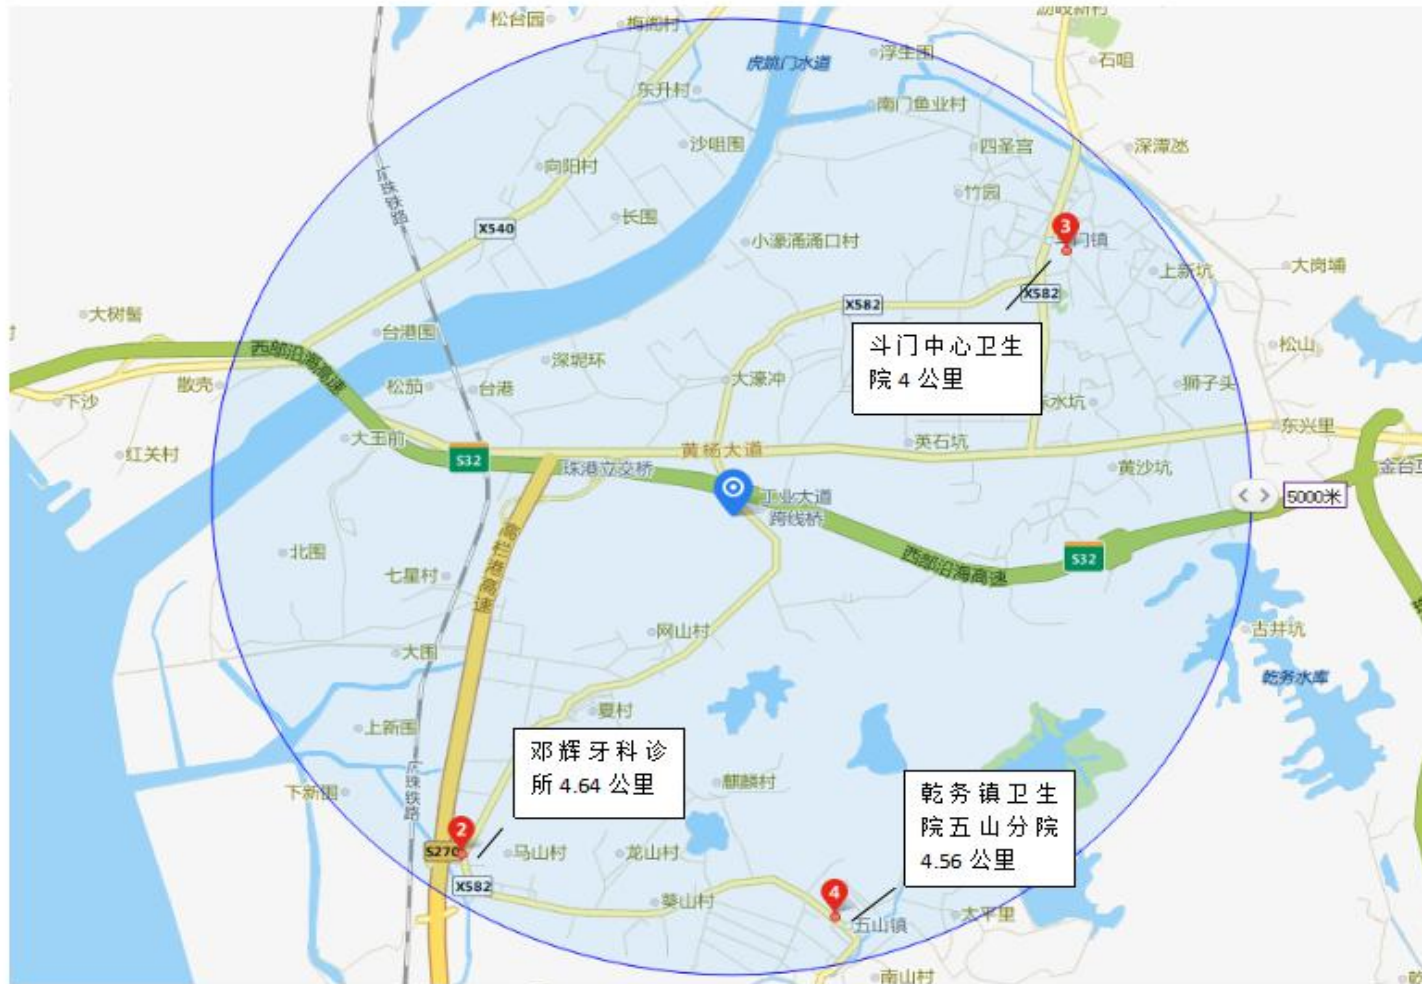 松台园
梅阁村
石咀
浮生围
虎跳门水道
东升村
南门鱼业村
沙咀围
四圣宫
深潭氹
向阳村
竹园
广珠铁路
长围
X540
3
小濠涌涌口村
斗门镇
大岗埔
上新坑
X582
X582
大树髻
台港围
斗门中心卫生
院 4 公里
松山
西部沿海高速
深坭环
散壳
松茄
台港
大濠冲
狮子头
下沙
东兴里
大王前
黄杨大道
英石坑
红关村
S32
珠港立交桥
黄沙坑
工业大道
跨线桥
5000米
北围
高栏港高速
西部沿海高速
S32
七星村
网山村
古井坑
大围
乾务水库
夏村
上新围
邓辉牙科诊
所 4.64 公里
广珠铁路
下新围
麒麟村
乾务镇卫生
院五山分院
4.56 公里
2
S270
马山村
龙山村
X582
4
葵山村
太平里
五山镇
南山村